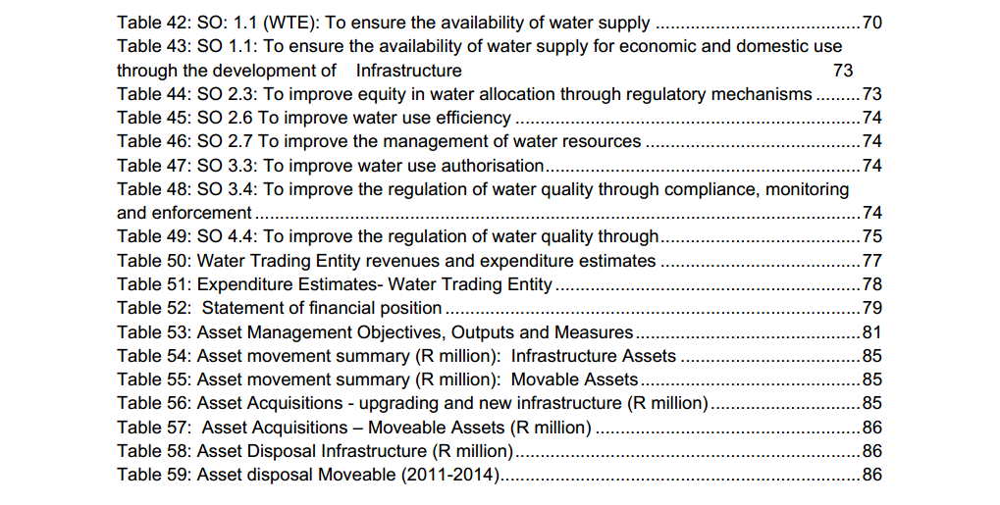 Table 42: SO: 1.1 (WTE): To ensure the availability of water supply ............................................70
Table 43: SO 1.1: To ensure the availability of water supply for economic and domestic use
through the development of    Infrastructure 73
Table 44: SO 2.3: To improve equity in water allocation through regulatory mechanisms .........73
Table 45: SO 2.6 To improve water use efficiency .....................................................................74
Table 46: SO 2.7 To improve the management of water resources ...........................................74
Table 47: SO 3.3: To improve water use authorisation...............................................................74
Table 48: SO 3.4: To improve the regulation of water quality through compliance, monitoring
and enforcement .........................................................................................................................74
Table 49: SO 4.4: To improve the regulation of water quality through........................................75
Table 50: Water Trading Entity revenues and expenditure estimates ........................................77
Table 51: Expenditure Estimates- Water Trading Entity .............................................................78
Table 52:  Statement of financial position ...................................................................................79
Table 53: Asset Management Objectives, Outputs and Measures.............................................81
Table 54: Asset movement summary (R million):  Infrastructure Assets ....................................85
Table 55: Asset movement summary (R million):  Movable Assets............................................85
Table 56: Asset Acquisitions - upgrading and new infrastructure (R million)..............................85
Table 57:  Asset Acquisitions – Moveable Assets (R million) .....................................................86
Table 58: Asset Disposal Infrastructure (R million).....................................................................86
Table 59: Asset disposal Moveable (2011-2014)........................................................................86